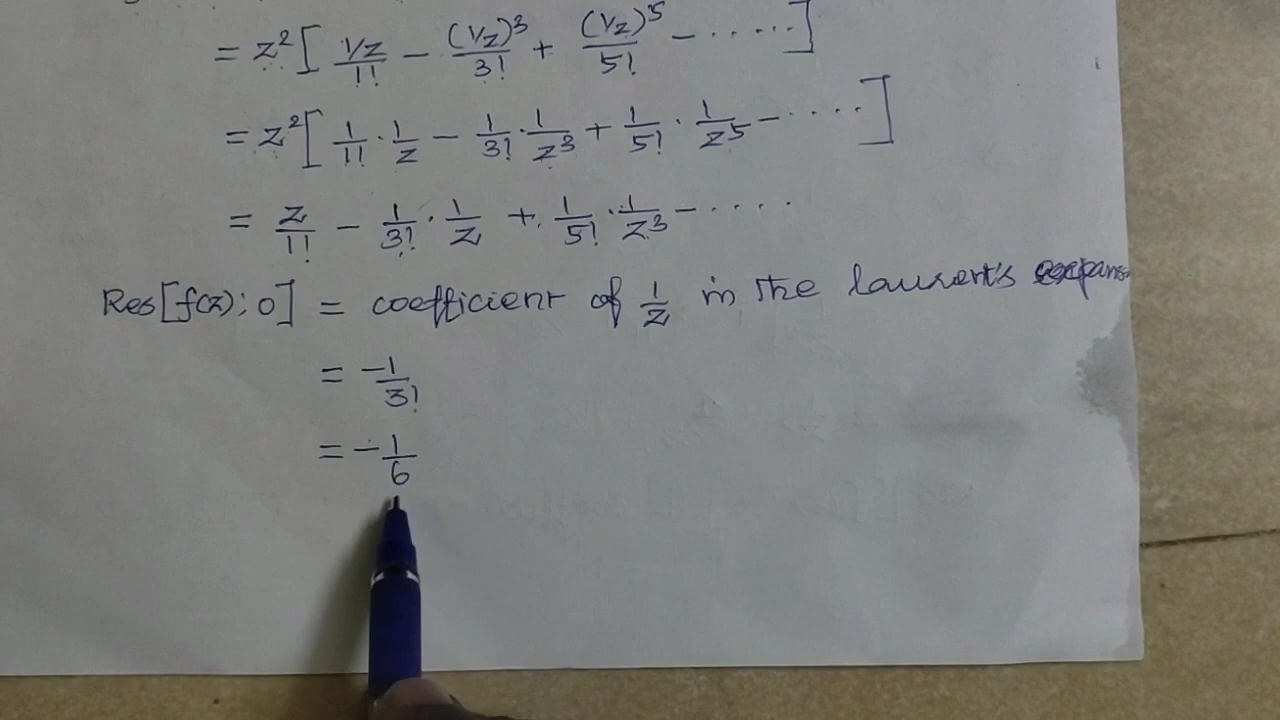 = z² [ (1/z)/1! − (1/z)³/3! + (1/z)⁵/5! − ..... ]
= z² [ 1/1! · 1/z − 1/3! · 1/z³ + 1/5! · 1/z⁵ − ..... ]
= z/1! − 1/3! · 1/z + 1/5! · 1/z³ − .....
Res[f(z); 0] = coefficient of 1/z in the laurent's
= −1/3!
= −1/6